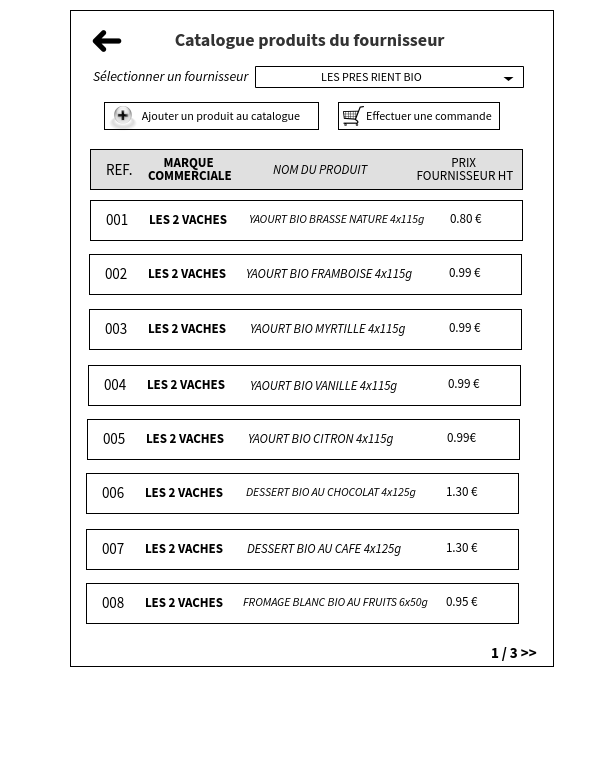 Catalogue produits du fournisseur
Sélectionner un fournisseur LES PRES RIENT BIO
Ajouter un produit au catalogue Effectuer une commande
REF. MARQUE COMMERCIALE NOM DU PRODUIT PRIX FOURNISSEUR HT
001 LES 2 VACHES YAOURT BIO BRASSE NATURE 4x115g 0.80 €
002 LES 2 VACHES YAOURT BIO FRAMBOISE 4x115g 0.99 €
003 LES 2 VACHES YAOURT BIO MYRTILLE 4x115g 0.99 €
004 LES 2 VACHES YAOURT BIO VANILLE 4x115g 0.99 €
005 LES 2 VACHES YAOURT BIO CITRON 4x115g 0.99€
006 LES 2 VACHES DESSERT BIO AU CHOCOLAT 4x125g 1.30 €
007 LES 2 VACHES DESSERT BIO AU CAFE 4x125g 1.30 €
008 LES 2 VACHES FROMAGE BLANC BIO AU FRUITS 6x50g 0.95 €
1 / 3 >>